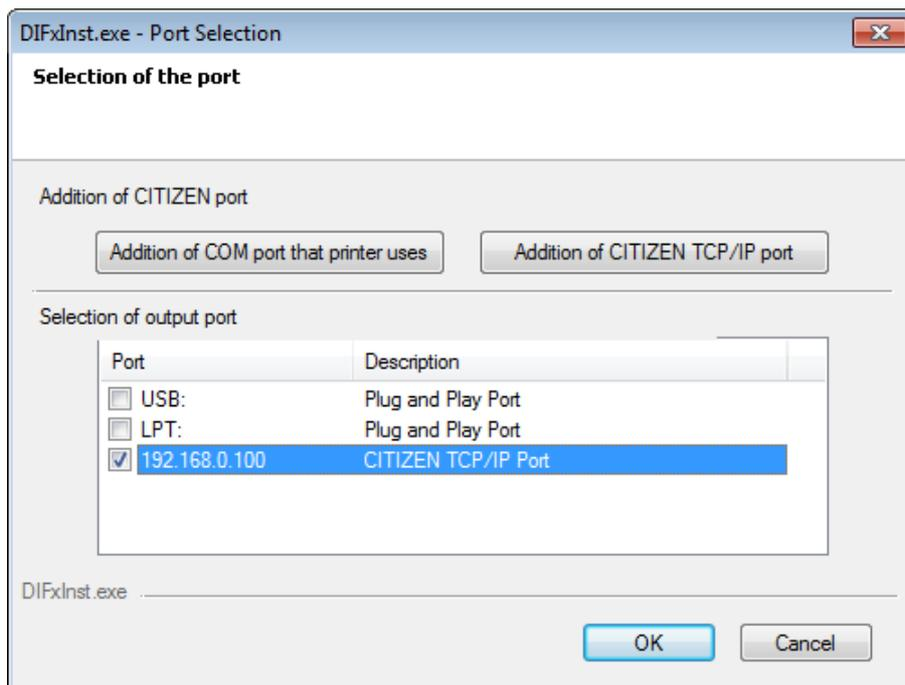 DIFxInst.exe - Port Selection
Selection of the port
Addition of CITIZEN port
Addition of COM port that printer uses Addition of CITIZEN TCP/IP port
Selection of output port
Port Description
USB: Plug and Play Port
LPT: Plug and Play Port
192.168.0.100 CITIZEN TCP/IP Port
DIFxInst.exe
OK Cancel